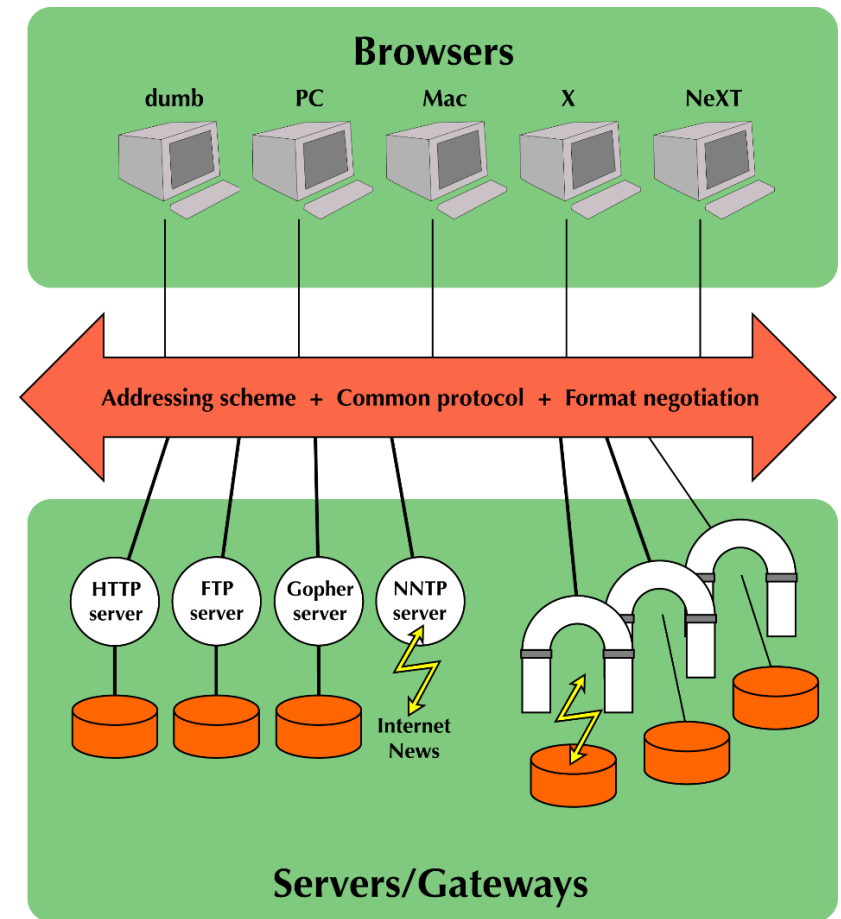 Browsers
dumb PC Mac X NeXT
Addressing scheme + Common protocol + Format negotiation
HTTP server
FTP server
Gopher server
NNTP server
Internet News
Servers/Gateways